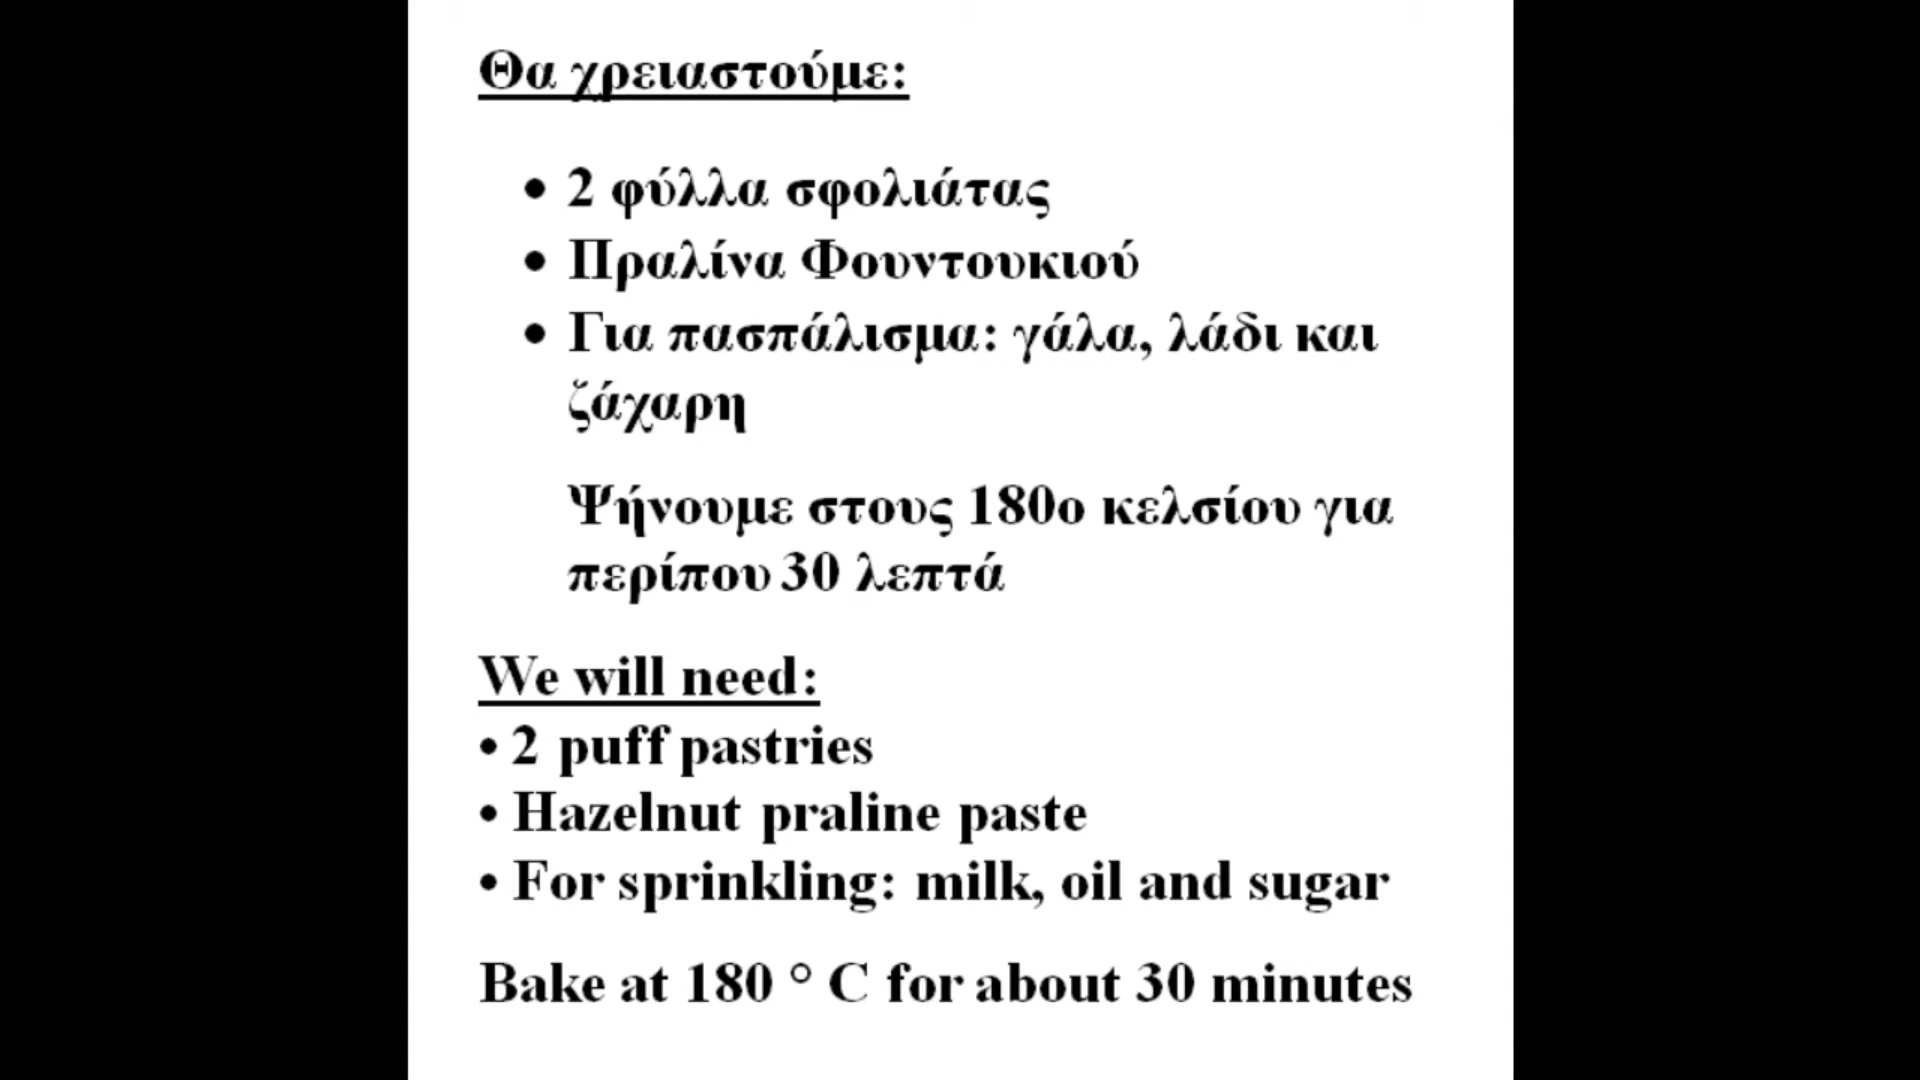 Θα χρειαστούμε:
• 2 φύλλα σφολιάτας
• Πραλίνα Φουντουκιού
• Για πασπάλισμα: γάλα, λάδι και
ζάχαρη
Ψήνουμε στους 180ο κελσίου για
περίπου 30 λεπτά
We will need:
• 2 puff pastries
• Hazelnut praline paste
• For sprinkling: milk, oil and sugar
Bake at 180 ° C for about 30 minutes